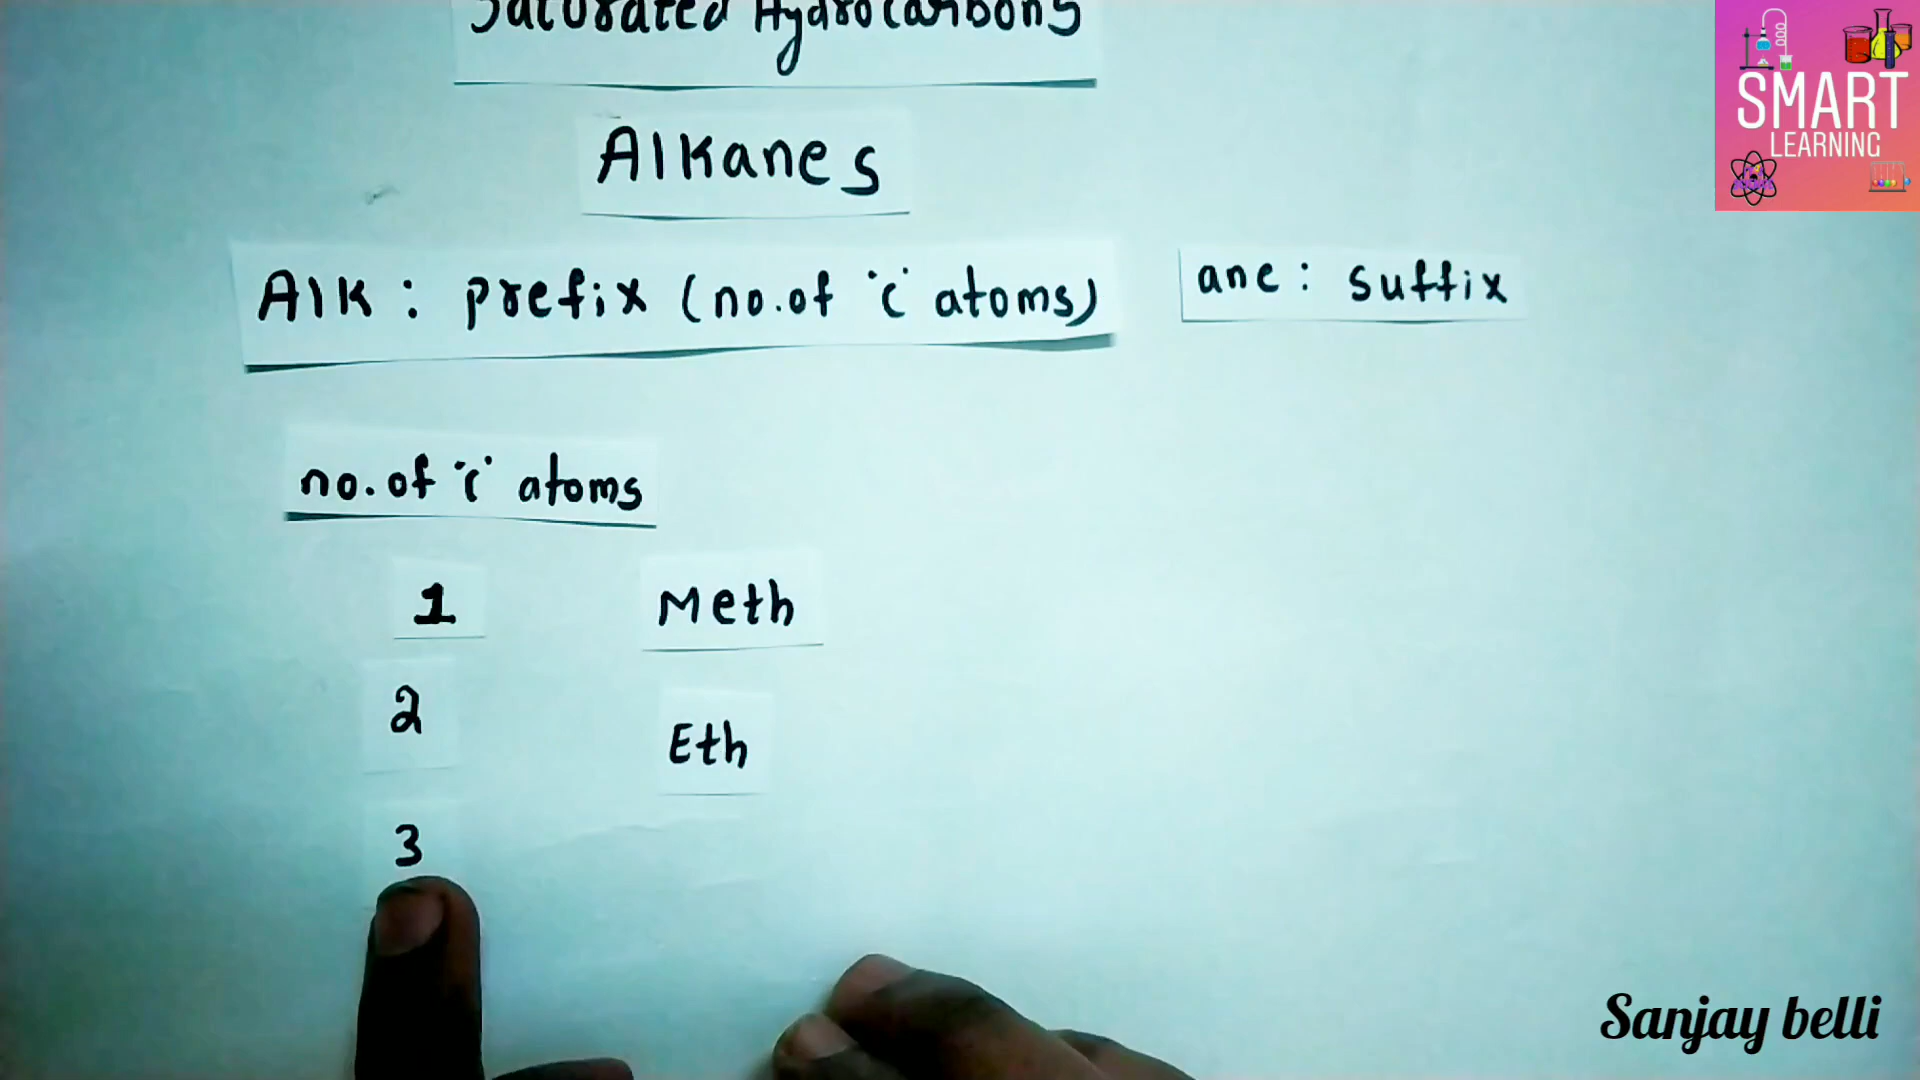 Saturated Hydrocarbons
Alkanes
Alk : prefix (no.of 'c' atoms)
ane : suffix
no.of 'c' atoms
1 Meth
2 Eth
3
SMART
LEARNING
Sanjay belli